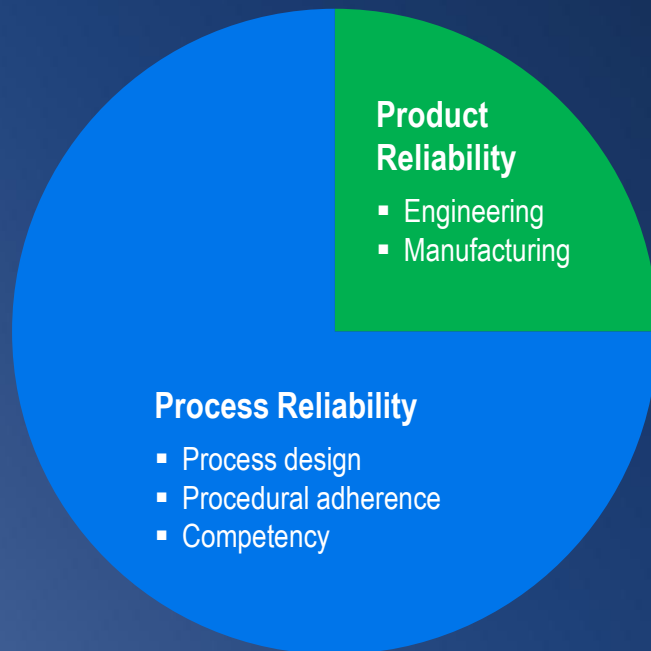 Product
Reliability
▪ Engineering
▪ Manufacturing
Process Reliability
▪ Process design
▪ Procedural adherence
▪ Competency